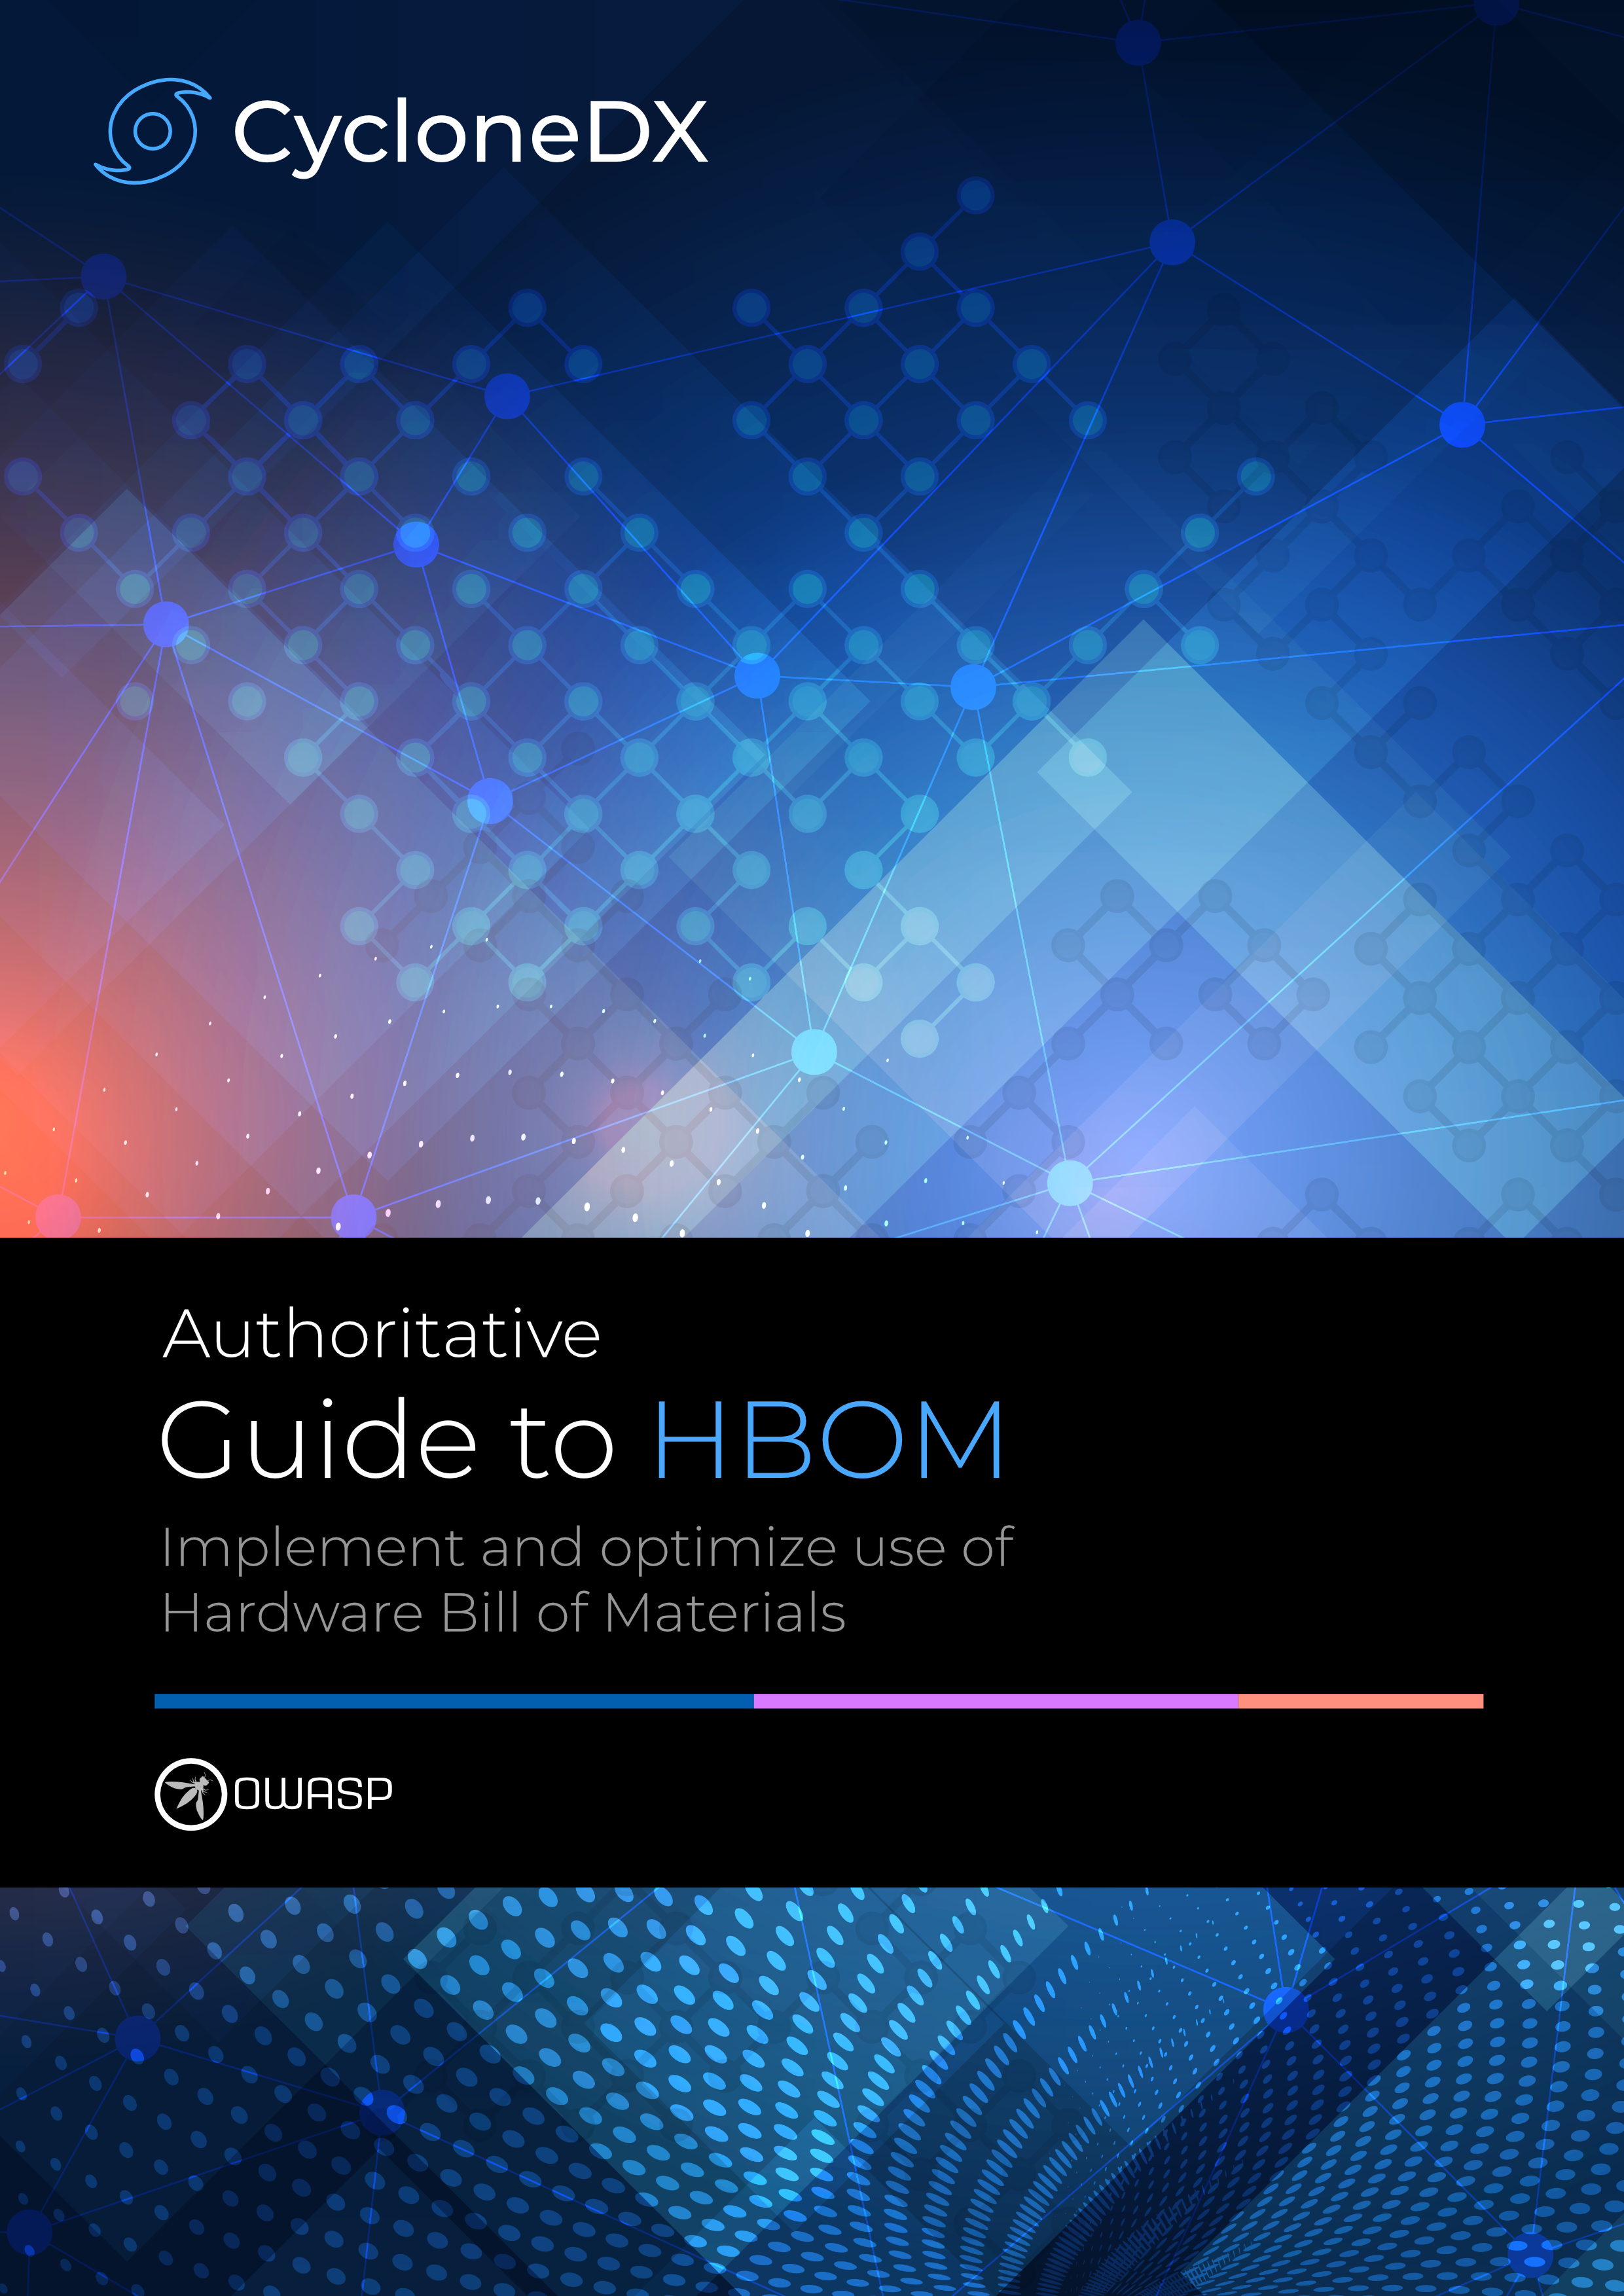 CycloneDX
Authoritative
Guide to HBOM
Implement and optimize use of
Hardware Bill of Materials
OWASP